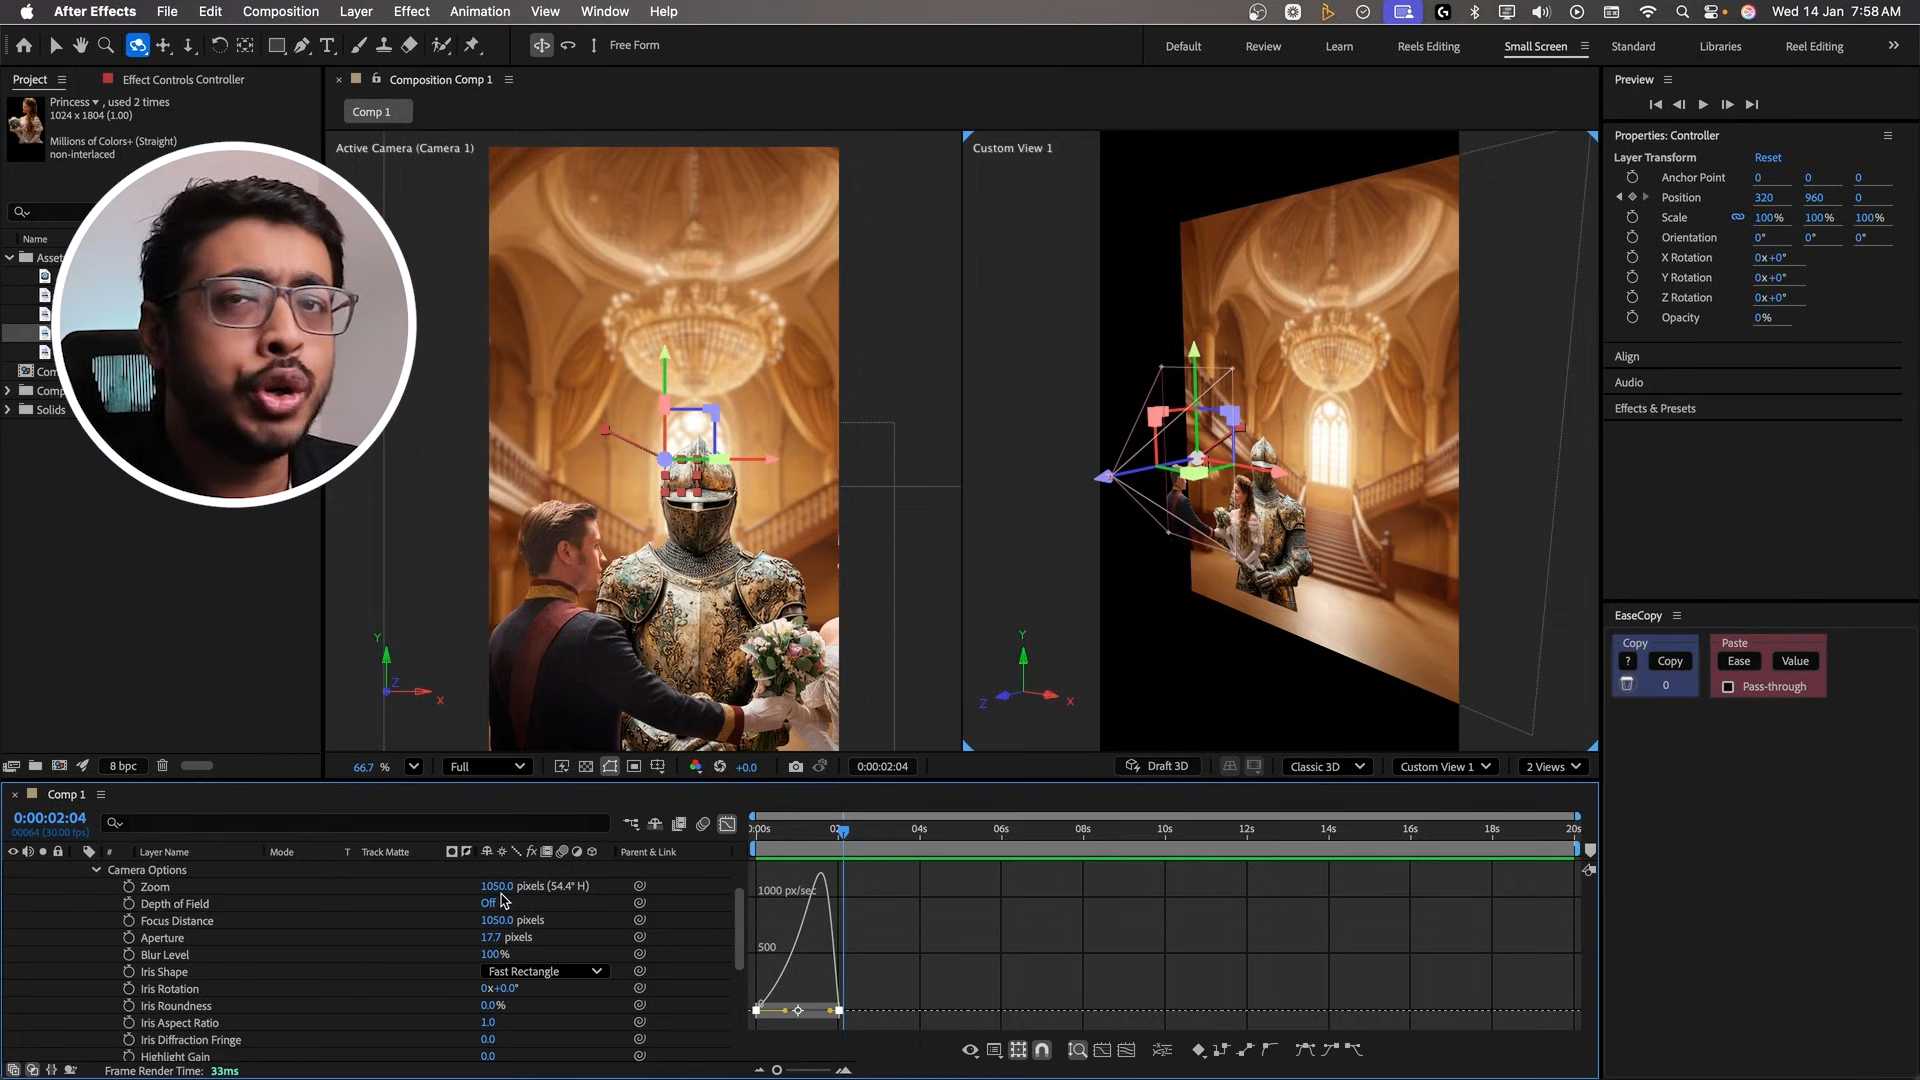 After Effects File Edit Composition Layer Effect Animation View Window Help Wed 14 Jan 7:58 AM
Free Form Default Review Learn Reels Editing Small Screen Standard Libraries Reel Editing
Project Effect Controls Controller
Princess , used 2 times
1024 x 1804 (1.00)
Millions of Colors+ (Straight)
non-interlaced
Name
Asset
Com
Comp
Solids
8 bpc
Composition Comp 1
Comp 1
Active Camera (Camera 1)
Custom View 1
Y
Z
X
Y
Z
X
66.7 %
Full
+0.0
0:00:02:04
Draft 3D
Classic 3D
Custom View 1
2 Views
Preview
Properties: Controller
Layer Transform Reset
Anchor Point 0 0 0
Position 320 960 0
Scale 100% 100% 100%
Orientation 0° 0° 0°
X Rotation 0x+0°
Y Rotation 0x+0°
Z Rotation 0x+0°
Opacity 0%
Align
Audio
Effects & Presets
EaseCopy
Copy Paste
? Copy Ease Value
0 Pass-through
Comp 1
0:00:02:04
00064 (30.00 fps)
# Layer Name Mode T Track Matte Parent & Link
Camera Options
Zoom 1050.0 pixels (54.4° H)
Depth of Field Off
Focus Distance 1050.0 pixels
Aperture 17.7 pixels
Blur Level 100%
Iris Shape Fast Rectangle
Iris Rotation 0x+0.0°
Iris Roundness 0.0%
Iris Aspect Ratio 1.0
Iris Diffraction Fringe 0.0
Highlight Gain 0.0
Frame Render Time: 33ms
04s 06s 08s 10s 12s 14s 16s 18s 20s
1000 px/sec
500